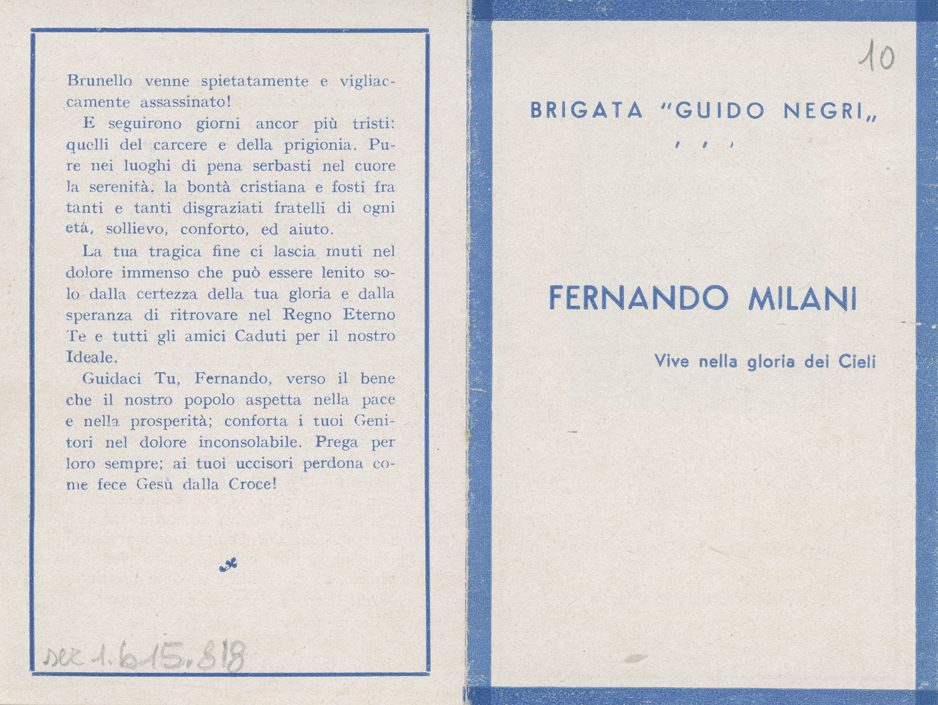 Brunello venne spietatamente e vigliac-
camente assassinato!
E seguirono giorni ancor più tristi:
quelli del carcere e della prigionia. Pu-
re nei luoghi di pena serbasti nel cuore
la serenità, la bontà cristiana e fosti fra
tanti e tanti disgraziati fratelli di ogni
età, sollievo, conforto, ed aiuto.
La tua tragica fine ci lascia muti nel
dolore immenso che può essere lenito so-
lo dalla certezza della tua gloria e dalla
speranza di ritrovare nel Regno Eterno
Te e tutti gli amici Caduti per il nostro
Ideale.
Guidaci Tu, Fernando, verso il bene
che il nostro popolo aspetta nella pace
e nella prosperità; conforta i tuoi Geni-
tori nel dolore inconsolabile. Prega per
loro sempre; ai tuoi uccisori perdona co-
me fece Gesù dalla Croce!
1.b15.818
10
BRIGATA "GUIDO NEGRI„
FERNANDO MILANI
Vive nella gloria dei Cieli